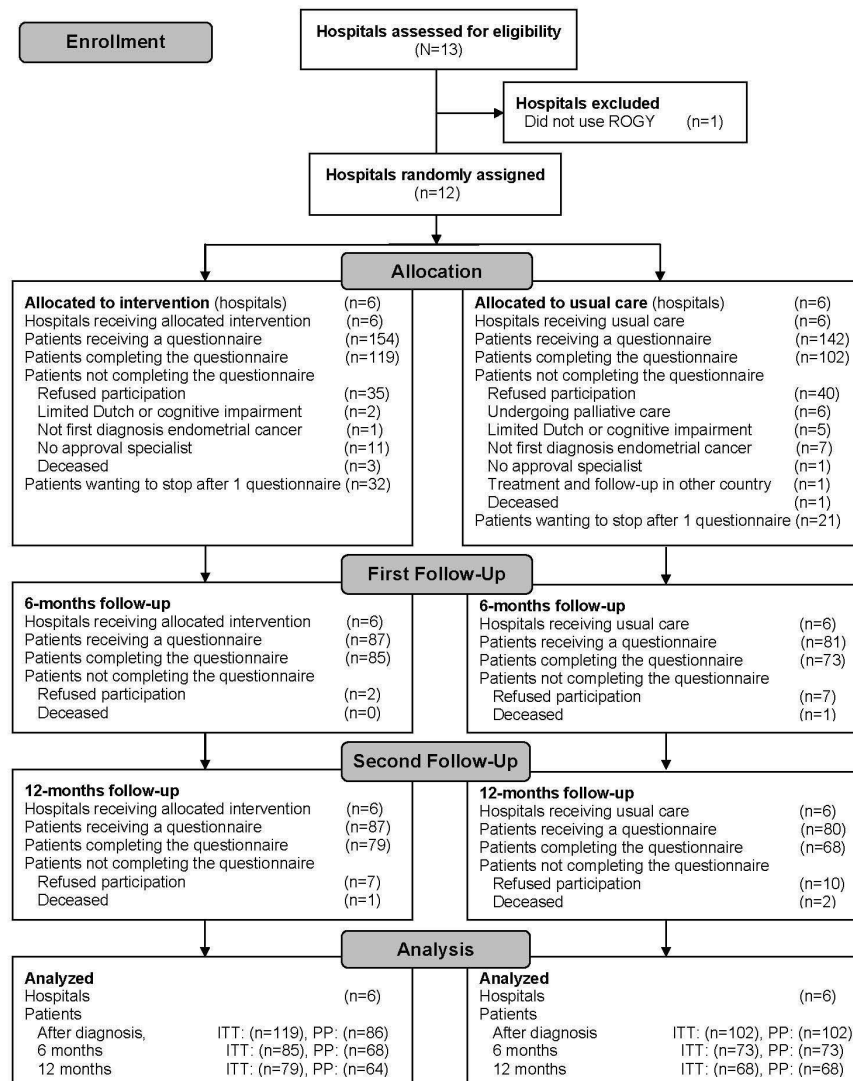 Enrollment
Hospitals assessed for eligibility
(N=13)
Hospitals excluded
Did not use ROGY (n=1)
Hospitals randomly assigned
(n=12)
Allocation
Allocated to intervention (hospitals) (n=6)
Hospitals receiving allocated intervention (n=6)
Patients receiving a questionnaire (n=154)
Patients completing the questionnaire (n=119)
Patients not completing the questionnaire
Refused participation (n=35)
Limited Dutch or cognitive impairment (n=2)
Not first diagnosis endometrial cancer (n=1)
No approval specialist (n=11)
Deceased (n=3)
Patients wanting to stop after 1 questionnaire (n=32)
Allocated to usual care (hospitals) (n=6)
Hospitals receiving usual care (n=6)
Patients receiving a questionnaire (n=142)
Patients completing the questionnaire (n=102)
Patients not completing the questionnaire
Refused participation (n=40)
Undergoing palliative care (n=6)
Limited Dutch or cognitive impairment (n=5)
Not first diagnosis endometrial cancer (n=7)
No approval specialist (n=1)
Treatment and follow-up in other country (n=1)
Deceased (n=1)
Patients wanting to stop after 1 questionnaire (n=21)
First Follow-Up
6-months follow-up
Hospitals receiving allocated intervention (n=6)
Patients receiving a questionnaire (n=87)
Patients completing the questionnaire (n=85)
Patients not completing the questionnaire
Refused participation (n=2)
Deceased (n=0)
6-months follow-up
Hospitals receiving usual care (n=6)
Patients receiving a questionnaire (n=81)
Patients completing the questionnaire (n=73)
Patients not completing the questionnaire
Refused participation (n=7)
Deceased (n=1)
Second Follow-Up
12-months follow-up
Hospitals receiving allocated intervention (n=6)
Patients receiving a questionnaire (n=87)
Patients completing the questionnaire (n=79)
Patients not completing the questionnaire
Refused participation (n=7)
Deceased (n=1)
12-months follow-up
Hospitals receiving usual care (n=6)
Patients receiving a questionnaire (n=80)
Patients completing the questionnaire (n=68)
Patients not completing the questionnaire
Refused participation (n=10)
Deceased (n=2)
Analysis
Analyzed
Hospitals (n=6)
Patients
After diagnosis, ITT: (n=119), PP: (n=86)
6 months ITT: (n=85), PP: (n=68)
12 months ITT: (n=79), PP: (n=64)
Analyzed
Hospitals (n=6)
Patients
After diagnosis ITT: (n=102), PP: (n=102)
6 months ITT: (n=73), PP: (n=73)
12 months ITT: (n=68), PP: (n=68)